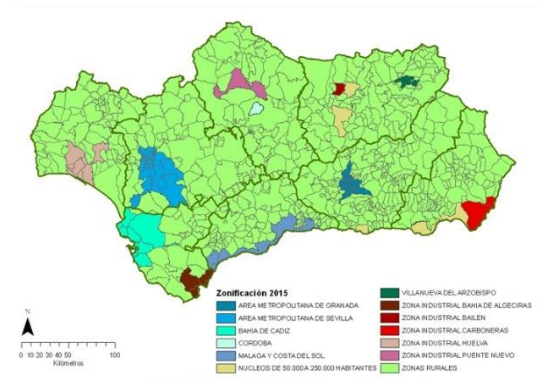 Zonificación 2015
AREA METROPOLITANA DE GRANADA
AREA METROPOLITANA DE SEVILLA
BAHIA DE CADIZ
CORDOBA
MALAGA Y COSTA DEL SOL
NUCLEOS DE 50.000 A 250.000 HABITANTES
VILLANUEVA DEL ARZOBISPO
ZONA INDUSTRIAL BAHIA DE ALGECIRAS
ZONA INDUSTRIAL BAILEN
ZONA INDUSTRIAL CARBONERAS
ZONA INDUSTRIAL HUELVA
ZONA INDUSTRIAL PUENTE NUEVO
ZONAS RURALES
N
0 10 20 30 50 100
Kilómetros